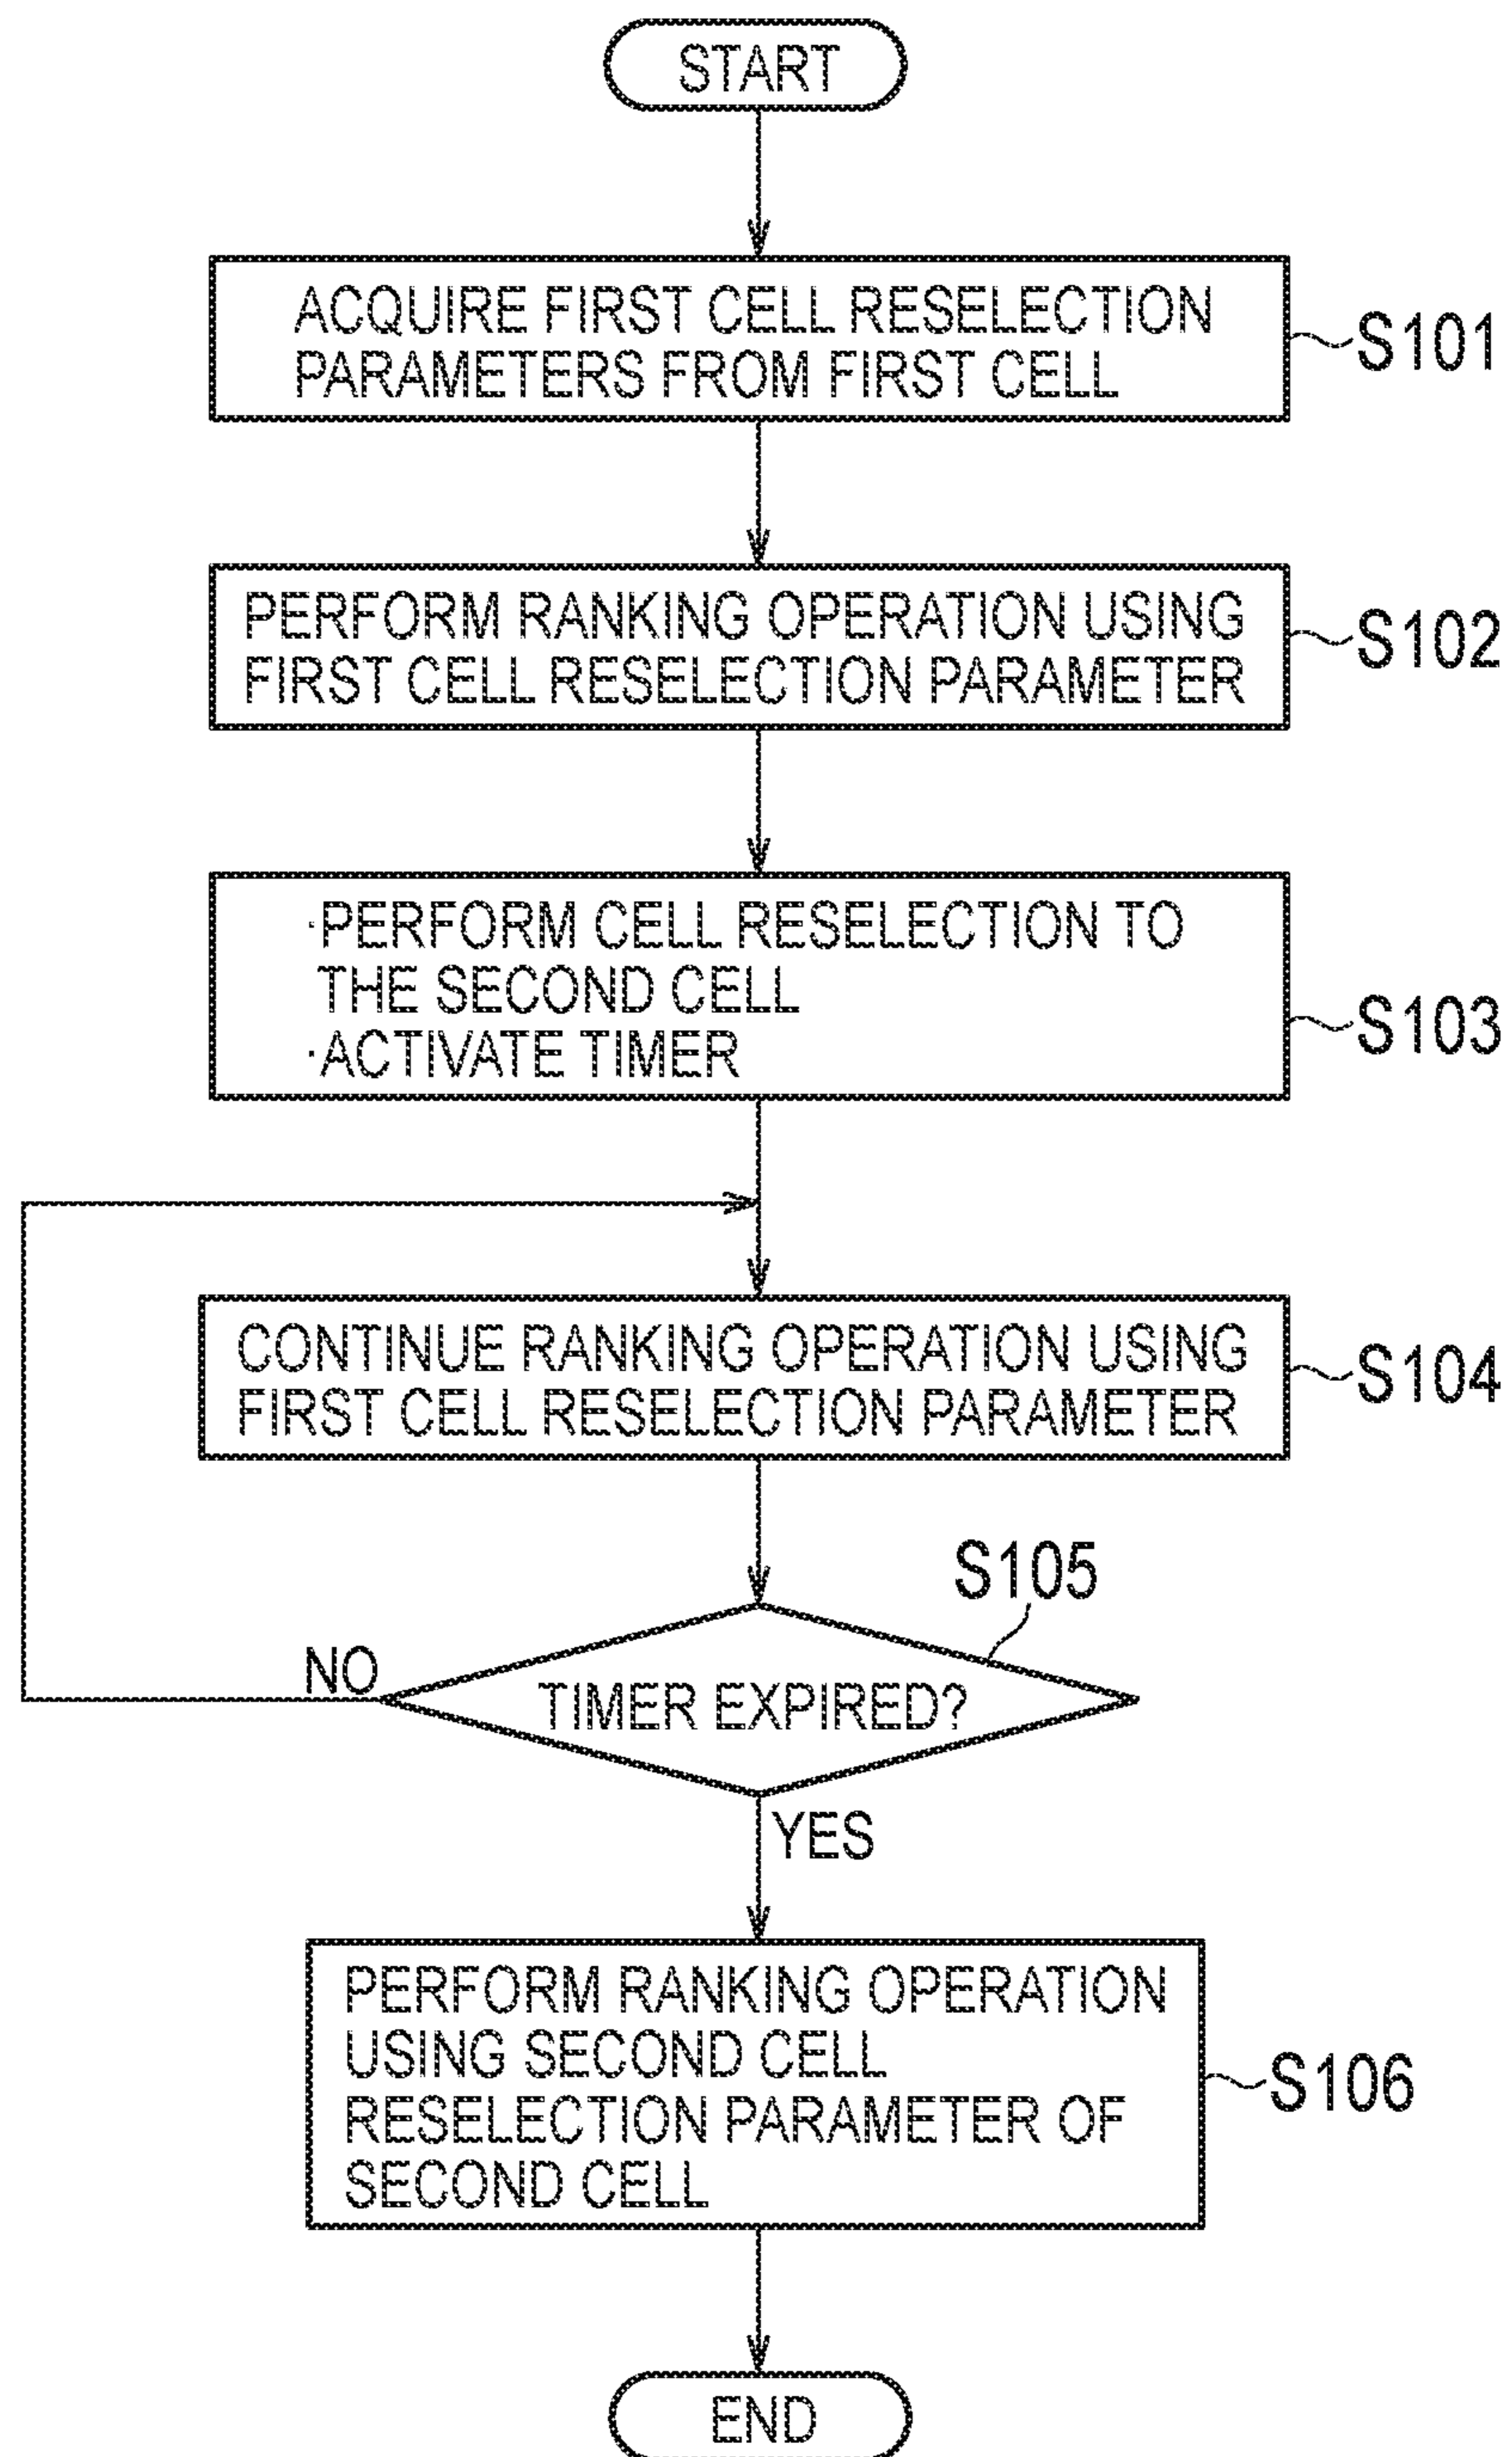 START
ACQUIRE FIRST CELL RESELECTION
PARAMETERS FROM FIRST CELL
S101
PERFORM RANKING OPERATION USING
FIRST CELL RESELECTION PARAMETER
S102
·PERFORM CELL RESELECTION TO
THE SECOND CELL
·ACTIVATE TIMER
S103
CONTINUE RANKING OPERATION USING
FIRST CELL RESELECTION PARAMETER
S104
S105
NO
TIMER EXPIRED?
YES
PERFORM RANKING OPERATION
USING SECOND CELL
RESELECTION PARAMETER OF
SECOND CELL
S106
END